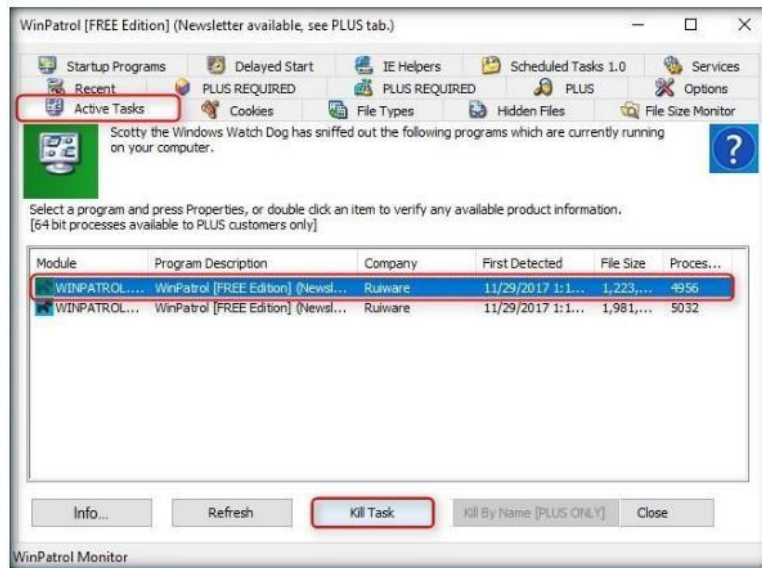 WinPatrol [FREE Edition] (Newsletter available, see PLUS tab.)
Startup Programs Delayed Start IE Helpers Scheduled Tasks 1.0 Services
Recent PLUS REQUIRED PLUS REQUIRED PLUS Options
Active Tasks Cookies File Types Hidden Files File Size Monitor
Scotty the Windows Watch Dog has sniffed out the following programs which are currently running
on your computer.
?
Select a program and press Properties, or double click an item to verify any available product information.
[64 bit processes available to PLUS customers only]
Module Program Description Company First Detected File Size Proces...
WINPATROL.... WinPatrol [FREE Edition] (Newsl... Ruiware 11/29/2017 1:1... 1,223,... 4956
WINPATROL... WinPatrol [FREE Edition] (Newsl... Ruiware 11/29/2017 1:1... 1,981,... 5032
Info... Refresh Kill Task Kill By Name [PLUS ONLY] Close
WinPatrol Monitor